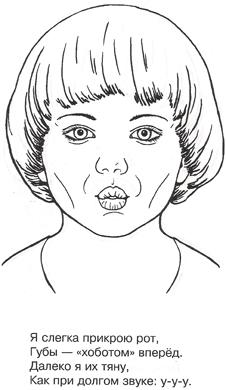 Я слегка прикрою рот,
Губы — «хоботом» вперёд.
Далеко я их тяну,
Как при долгом звуке: у-у-у.